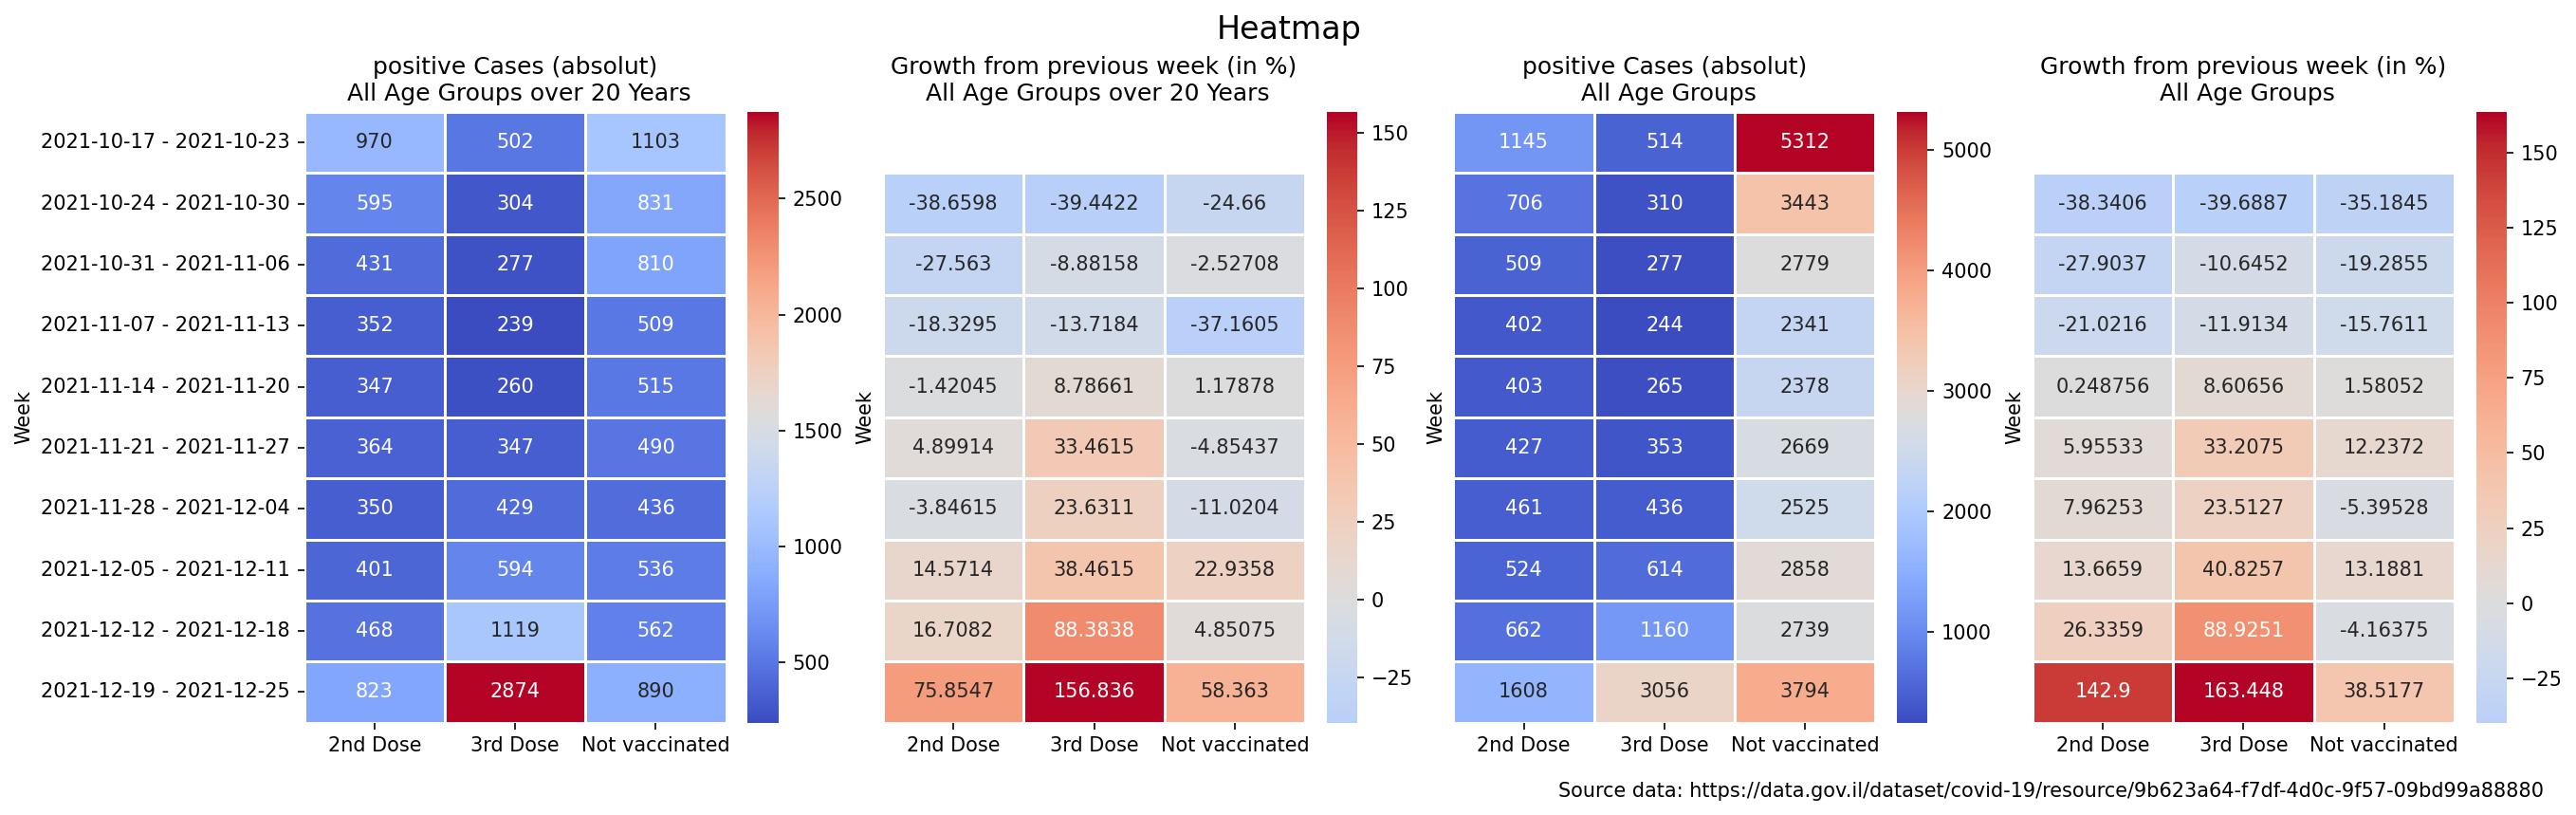 Heatmap
positive Cases (absolut)
All Age Groups over 20 Years
Week
2021-10-17 - 2021-10-23 970 502 1103
2021-10-24 - 2021-10-30 595 304 831
2021-10-31 - 2021-11-06 431 277 810
2021-11-07 - 2021-11-13 352 239 509
2021-11-14 - 2021-11-20 347 260 515
2021-11-21 - 2021-11-27 364 347 490
2021-11-28 - 2021-12-04 350 429 436
2021-12-05 - 2021-12-11 401 594 536
2021-12-12 - 2021-12-18 468 1119 562
2021-12-19 - 2021-12-25 823 2874 890
2nd Dose 3rd Dose Not vaccinated
2500
2000
1500
1000
500
Growth from previous week (in %)
All Age Groups over 20 Years
Week
-38.6598 -39.4422 -24.66
-27.563 -8.88158 -2.52708
-18.3295 -13.7184 -37.1605
-1.42045 8.78661 1.17878
4.89914 33.4615 -4.85437
-3.84615 23.6311 -11.0204
14.5714 38.4615 22.9358
16.7082 88.3838 4.85075
75.8547 156.836 58.363
2nd Dose 3rd Dose Not vaccinated
150
125
100
75
50
25
0
−25
positive Cases (absolut)
All Age Groups
Week
1145 514 5312
706 310 3443
509 277 2779
402 244 2341
403 265 2378
427 353 2669
461 436 2525
524 614 2858
662 1160 2739
1608 3056 3794
2nd Dose 3rd Dose Not vaccinated
5000
4000
3000
2000
1000
Growth from previous week (in %)
All Age Groups
Week
-38.3406 -39.6887 -35.1845
-27.9037 -10.6452 -19.2855
-21.0216 -11.9134 -15.7611
0.248756 8.60656 1.58052
5.95533 33.2075 12.2372
7.96253 23.5127 -5.39528
13.6659 40.8257 13.1881
26.3359 88.9251 -4.16375
142.9 163.448 38.5177
2nd Dose 3rd Dose Not vaccinated
150
125
100
75
50
25
0
−25
Source data: https://data.gov.il/dataset/covid-19/resource/9b623a64-f7df-4d0c-9f57-09bd99a88880